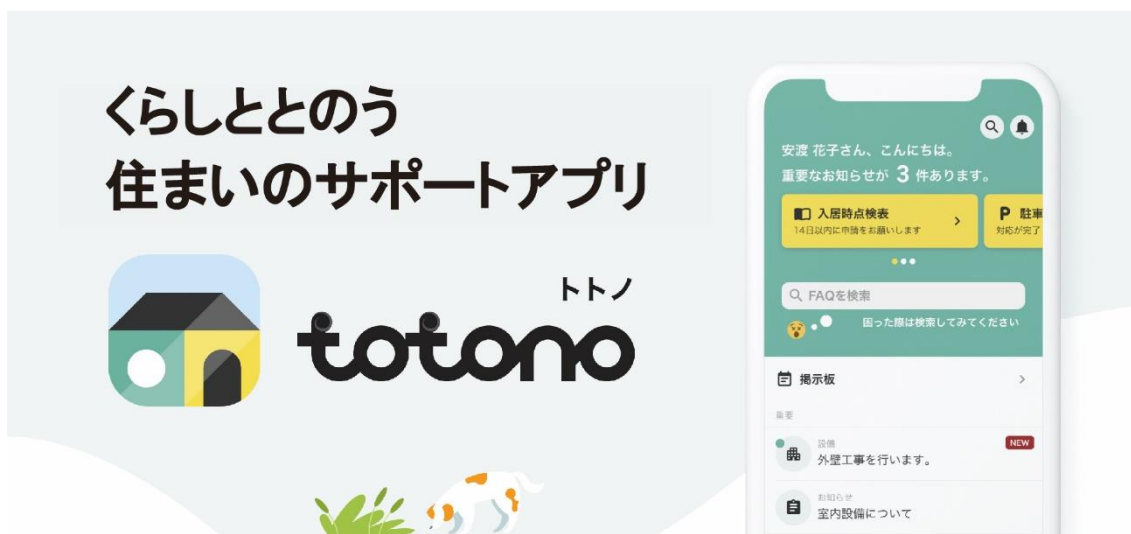 くらしととのう
住まいのサポートアプリ
トトノ
totono
安渡 花子さん、こんにちは。
重要なお知らせが 3 件あります。
入居時点検表
14日以内に申請をお願いします
P 駐車
対応が完了
FAQを検索
困った際は検索してみてください
掲示板
重要
設備
NEW
外壁工事を行います。
お知らせ
室内設備について